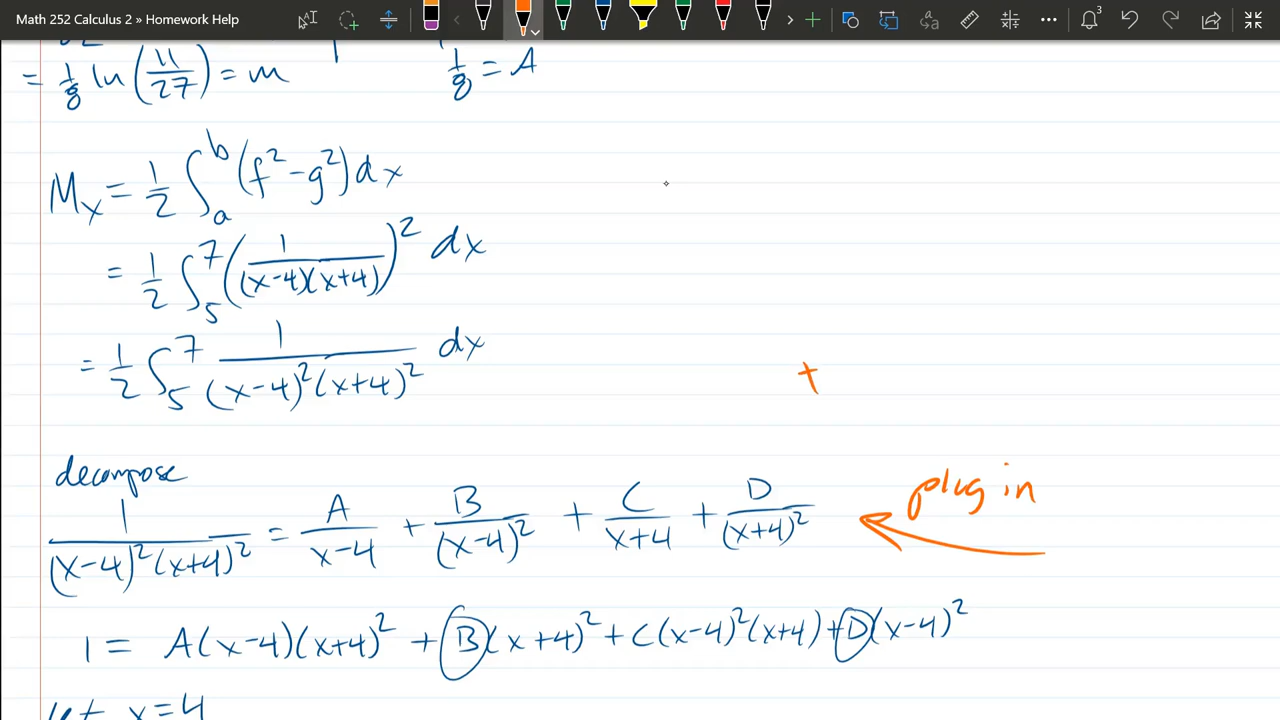 Math 252 Calculus 2 » Homework Help
3
= 1/8 ln(11/27) = m
1/8 = A
M_x = 1/2 ∫_a^b (f² - g²) dx
= 1/2 ∫_5^7 (1/((x-4)(x+4)))² dx
= 1/2 ∫_5^7 1/((x-4)²(x+4)²) dx
+
decompose
1/((x-4)²(x+4)²) = A/(x-4) + B/(x-4)² + C/(x+4) + D/(x+4)²
plug in
1 = A(x-4)(x+4)² + B(x+4)² + C(x-4)²(x+4) + D(x-4)²
let x=4